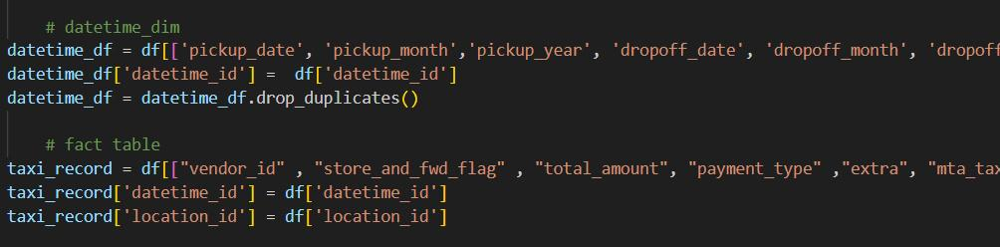 # datetime_dim
datetime_df = df[['pickup_date', 'pickup_month','pickup_year', 'dropoff_date', 'dropoff_month', 'dropoff
datetime_df['datetime_id'] =  df['datetime_id']
datetime_df = datetime_df.drop_duplicates()
# fact table
taxi_record = df[["vendor_id" , "store_and_fwd_flag" , "total_amount", "payment_type" ,"extra", "mta_tax
taxi_record['datetime_id'] = df['datetime_id']
taxi_record['location_id'] = df['location_id']